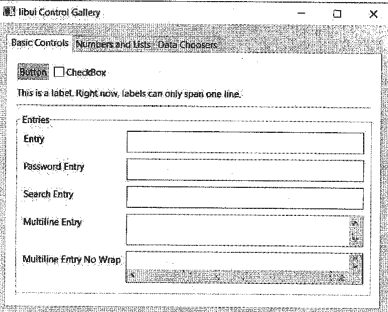 libui Control Gallery
Basic Controls Numbers and Lists Data Choosers
Button CheckBox
This is a label. Right now, labels can only span one line.
Entries
Entry
Password Entry
Search Entry
Multiline Entry
Multiline Entry No Wrap